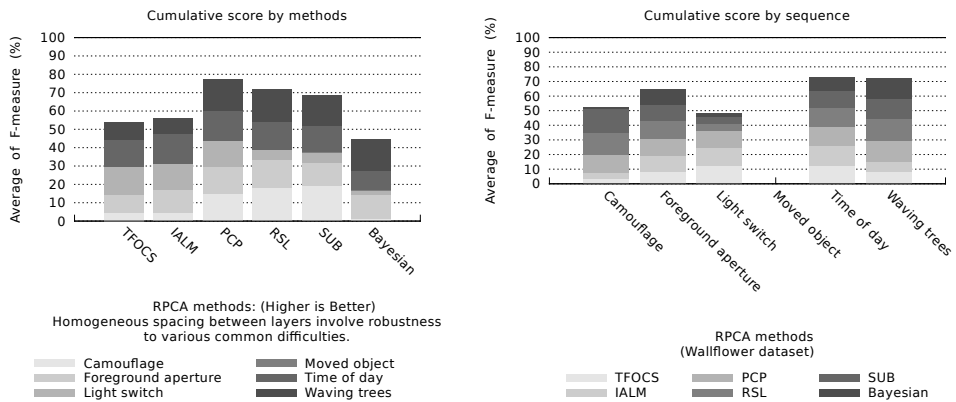 Cumulative score by methods
Average of F-measure (%)
100
90
80
70
60
50
40
30
20
10
0
TFOCS
IALM
PCP
RSL
SUB
Bayesian
RPCA methods: (Higher is Better)
Homogeneous spacing between layers involve robustness
to various common difficulties.
Camouflage
Foreground aperture
Light switch
Moved object
Time of day
Waving trees
Cumulative score by sequence
Average of F-measure (%)
100
90
80
70
60
50
40
30
20
10
0
Camouflage
Foreground aperture
Light switch
Moved object
Time of day
Waving trees
RPCA methods
(Wallflower dataset)
TFOCS
IALM
PCP
RSL
SUB
Bayesian